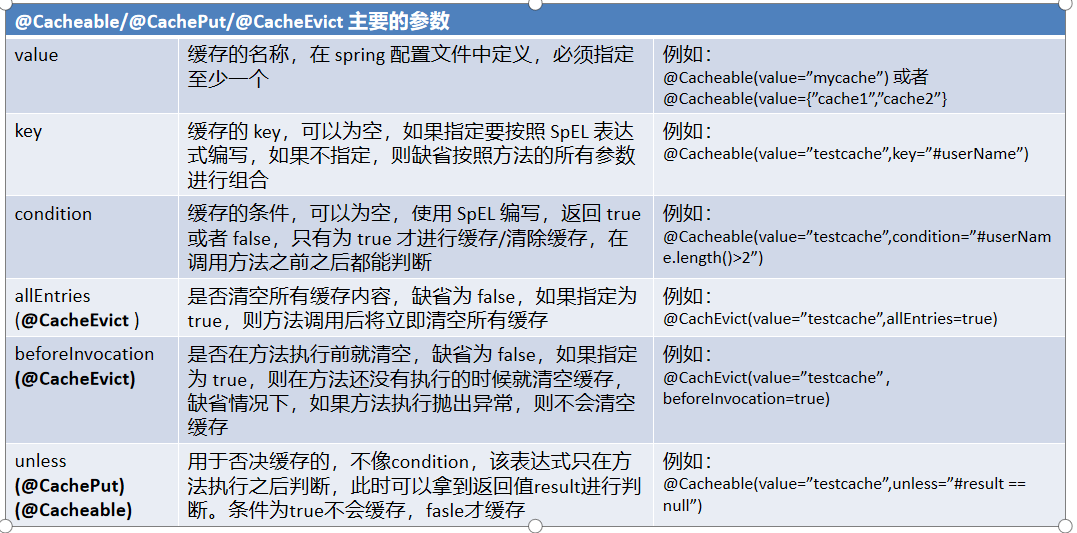 @Cacheable/@CachePut/@CacheEvict 主要的参数
value
缓存的名称，在 spring 配置文件中定义，必须指定
至少一个
例如：
@Cacheable(value=”mycache”) 或者
@Cacheable(value={”cache1”,”cache2”}
key
缓存的 key，可以为空，如果指定要按照 SpEL 表达
式编写，如果不指定，则缺省按照方法的所有参数
进行组合
例如：
@Cacheable(value=”testcache”,key=”#userName”)
condition
缓存的条件，可以为空，使用 SpEL 编写，返回 true
或者 false，只有为 true 才进行缓存/清除缓存，在
调用方法之前之后都能判断
例如：
@Cacheable(value=”testcache”,condition=”#userNam
e.length()>2”)
allEntries
(@CacheEvict )
是否清空所有缓存内容，缺省为 false，如果指定为
true，则方法调用后将立即清空所有缓存
例如：
@CachEvict(value=”testcache”,allEntries=true)
beforeInvocation
(@CacheEvict)
是否在方法执行前就清空，缺省为 false，如果指定
为 true，则在方法还没有执行的时候就清空缓存，
缺省情况下，如果方法执行抛出异常，则不会清空
缓存
例如：
@CachEvict(value=”testcache”，
beforeInvocation=true)
unless
(@CachePut)
(@Cacheable)
用于否决缓存的，不像condition，该表达式只在方
法执行之后判断，此时可以拿到返回值result进行判
断。条件为true不会缓存，fasle才缓存
例如：
@Cacheable(value=”testcache”,unless=”#result ==
null”)